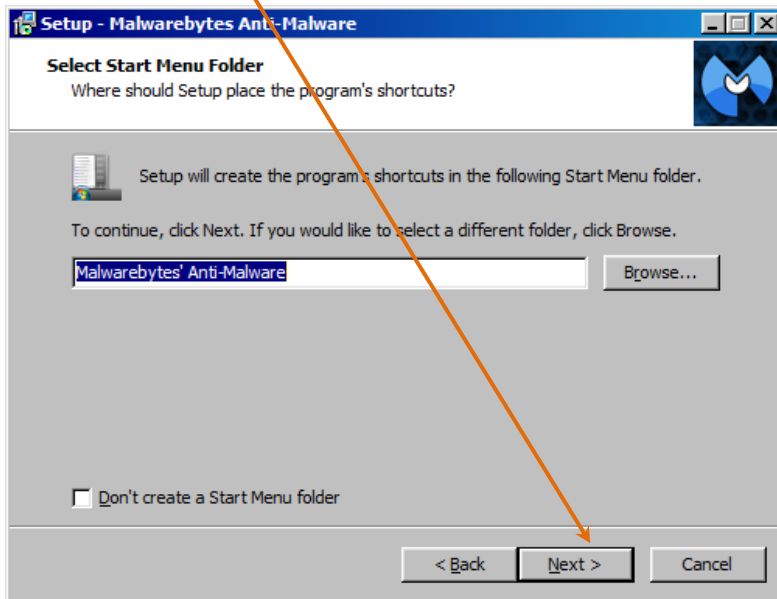 Setup - Malwarebytes Anti-Malware
Select Start Menu Folder
Where should Setup place the program's shortcuts?
Setup will create the program's shortcuts in the following Start Menu folder.
To continue, click Next. If you would like to select a different folder, click Browse.
Malwarebytes' Anti-Malware
Browse...
Don't create a Start Menu folder
< Back Next > Cancel